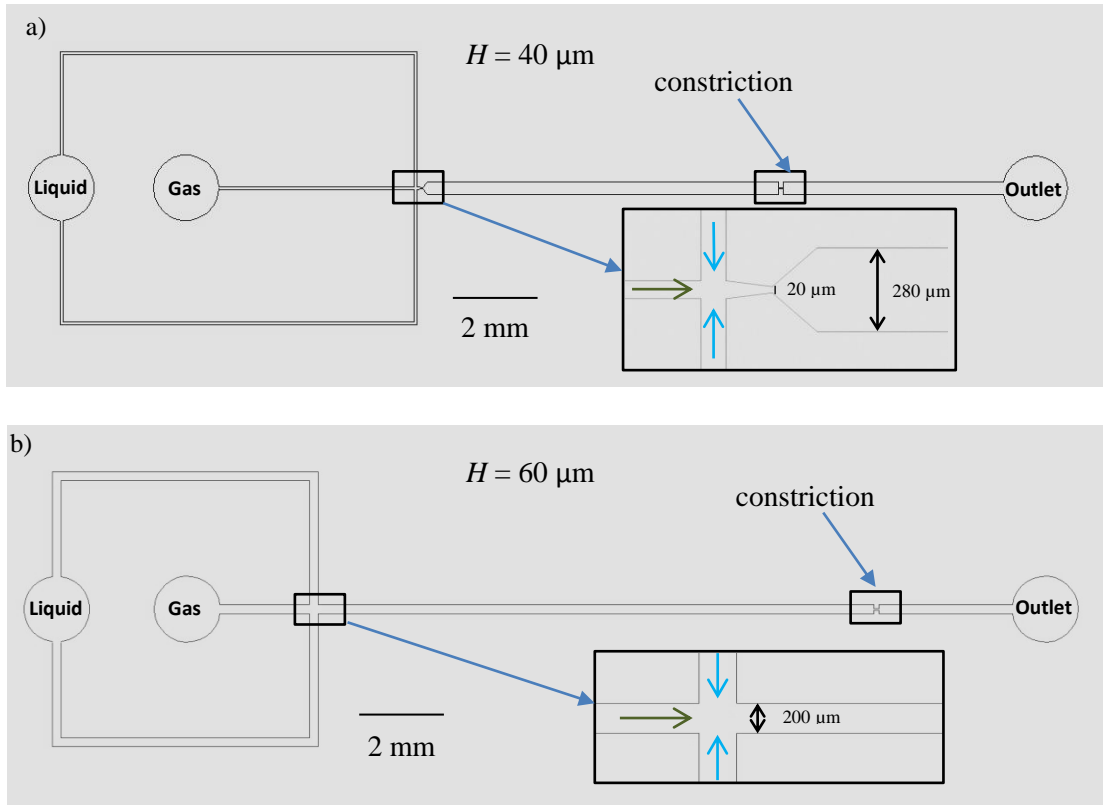 a)
H = 40 µm
constriction
Liquid
Gas
Outlet
2 mm
20 µm
280 µm
b)
H = 60 µm
constriction
Liquid
Gas
Outlet
2 mm
200 µm